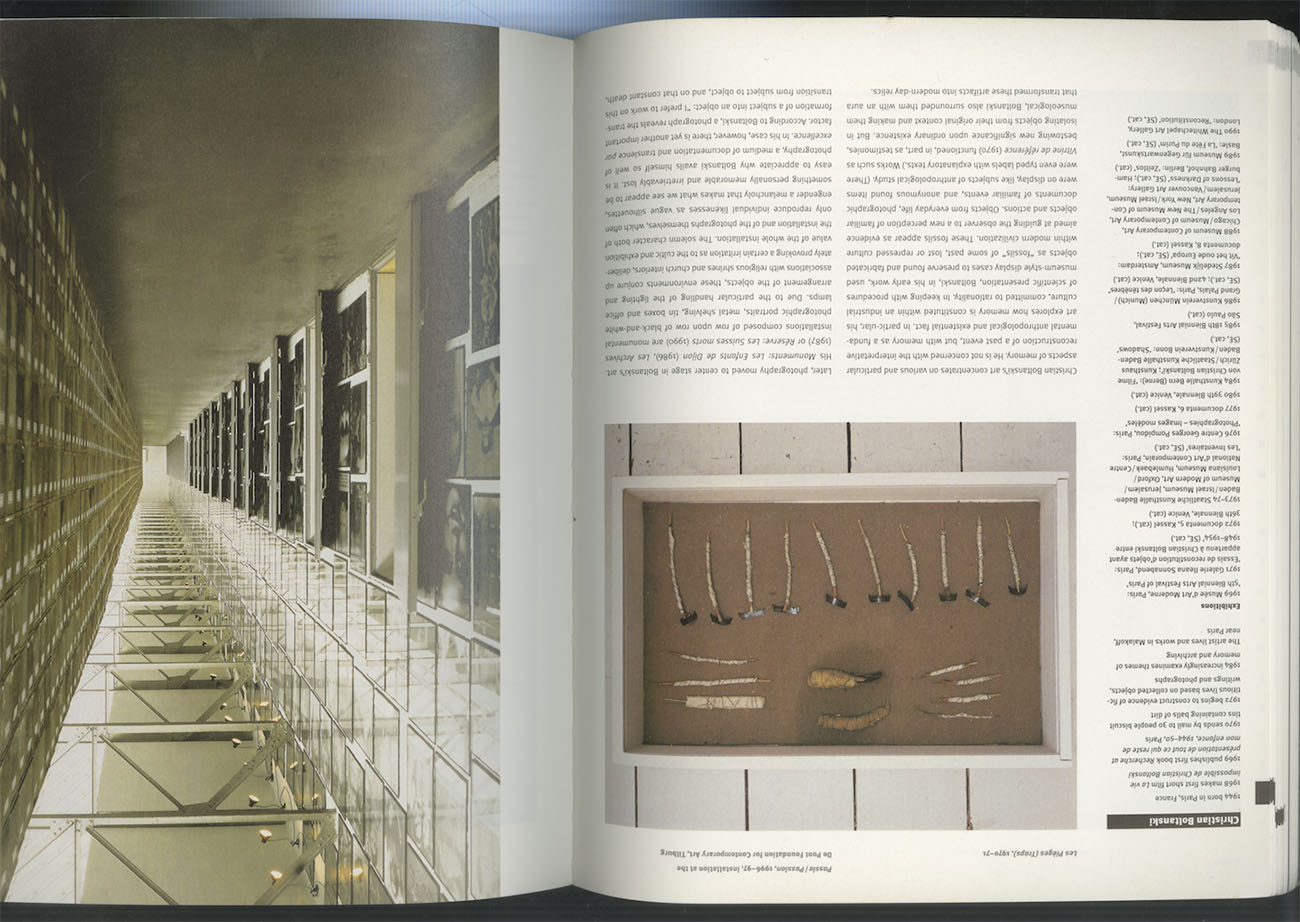 Les Pièges (Traps), 1970–71
Passie / Passion, 1996–97, Installation at the
De Pont Foundation for Contemporary Art, Tilburg
Christian Boltanski
1944 born in Paris, France
1968 makes first short film La vie
impossible de Christian Boltanski
1969 publishes first book Recherche et
présentation de tout ce qui reste de
mon enfance, 1944–50, Paris
1970 sends by mail to 30 people biscuit
tins containing balls of dirt
1972 begins to construct evidence of fic-
titious lives based on collected objects,
writings and photographs
1984 increasingly examines themes of
memory and archiving
The artist lives and works in Malakoff,
near Paris
Exhibitions
1969 Musée d'Art Moderne, Paris:
"5th Biennial Arts Festival of Paris"
1971 Galerie Ileana Sonnabend, Paris:
"Essais de reconstitution d'objets ayant
appartenu à Christian Boltanski entre
1948–1954" (SE, cat.)
1972 documenta 5, Kassel (cat.);
36th Biennale, Venice (cat.)
1973–74 Staatliche Kunsthalle Baden-
Baden / Israel Museum, Jerusalem /
Museum of Modern Art, Oxford /
Louisiana Museum, Humlebæk / Centre
National d'Art Contemporain, Paris:
"Les Inventaires" (SE, cat.)
1976 Centre Georges Pompidou, Paris:
"Photographies – Images modèles"
1977 documenta 6, Kassel (cat.)
1980 39th Biennale, Venice (cat.)
1984 Kunsthalle Bern (Berne): "Filme
von Christian Boltanski"; Kunsthaus
Zürich / Staatliche Kunsthalle Baden-
Baden / Kunstverein Bonn: "Shadows"
(SE, cat.)
1985 18th Biennial Arts Festival,
São Paulo (cat.)
1986 Kunstverein München (Munich) /
Grand Palais, Paris: "Leçon des ténèbres"
(SE, cat.); 42nd Biennale, Venice (cat.)
1987 Stedelijk Museum, Amsterdam:
"Vit het oude Europa" (SE, cat.);
documenta 8, Kassel (cat.)
1988 Museum of Contemporary Art,
Chicago / Museum of Contemporary Art,
Los Angeles / The New Museum of Con-
temporary Art, New York / Israel Museum,
Jerusalem / Vancouver Art Gallery:
"Lessons of Darkness" (SE, cat.); Ham-
burger Bahnhof, Berlin: "Zeitlos" (cat.)
1989 Museum für Gegenwartskunst,
Basle: "La Fête du Purim" (SE, cat.)
1990 The Whitechapel Art Gallery,
London: "Reconstitution" (SE, cat.)
Christian Boltanski's art concentrates on various and particular
aspects of memory. He is not concerned with the interpretative
reconstruction of a past event, but with memory as a funda-
mental anthropological and existential fact. In particular, his
art explores how memory is constituted within an industrial
culture, committed to rationality. In keeping with procedures
of scientific presentation, Boltanski, in his early work, used
museum-style display cases to preserve found and fabricated
objects as "fossils" of some past, lost or repressed culture
within modern civilization. These fossils appear as evidence
aimed at guiding the observer to a new perception of familiar
objects and actions. Objects from everyday life, photographic
documents of familiar events, and anonymous found items
were on display, like subjects of anthropological study. (There
were even typed labels with explanatory texts.) Works such as
Vitrine de référence (1970) functioned, in part, as testimonies,
bestowing new significance upon ordinary existence. But in
isolating objects from their original context and making them
museological, Boltanski also surrounded them with an aura
that transformed these artifacts into modern-day relics.
Later, photography moved to center stage in Boltanski's art.
His Monuments: Les Enfants de Dijon (1986), Les Archives
(1987) or Réserve: Les Suisses morts (1990) are monumental
installations composed of row upon row of black-and-white
photographic portraits, metal shelving, tin boxes and office
lamps. Due to the particular handling of the lighting and
arrangement of the objects, these environments conjure up
associations with religious shrines and church interiors, deliber-
ately provoking a certain irritation as to the cultic and exhibition
value of the whole installation. The solemn character both of
the installation and of the photographs themselves, which often
only reproduce individual likenesses as vague silhouettes,
engender a melancholy that makes what we see appear to be
something personally memorable and irretrievably lost. It is
easy to appreciate why Boltanski avails himself so well of
photography, a medium of documentation and transience par
excellence. In his case, however, there is yet another important
factor. According to Boltanski, a photograph reveals the trans-
formation of a subject into an object: "I prefer to work on this
transition from subject to object, and on that constant death,